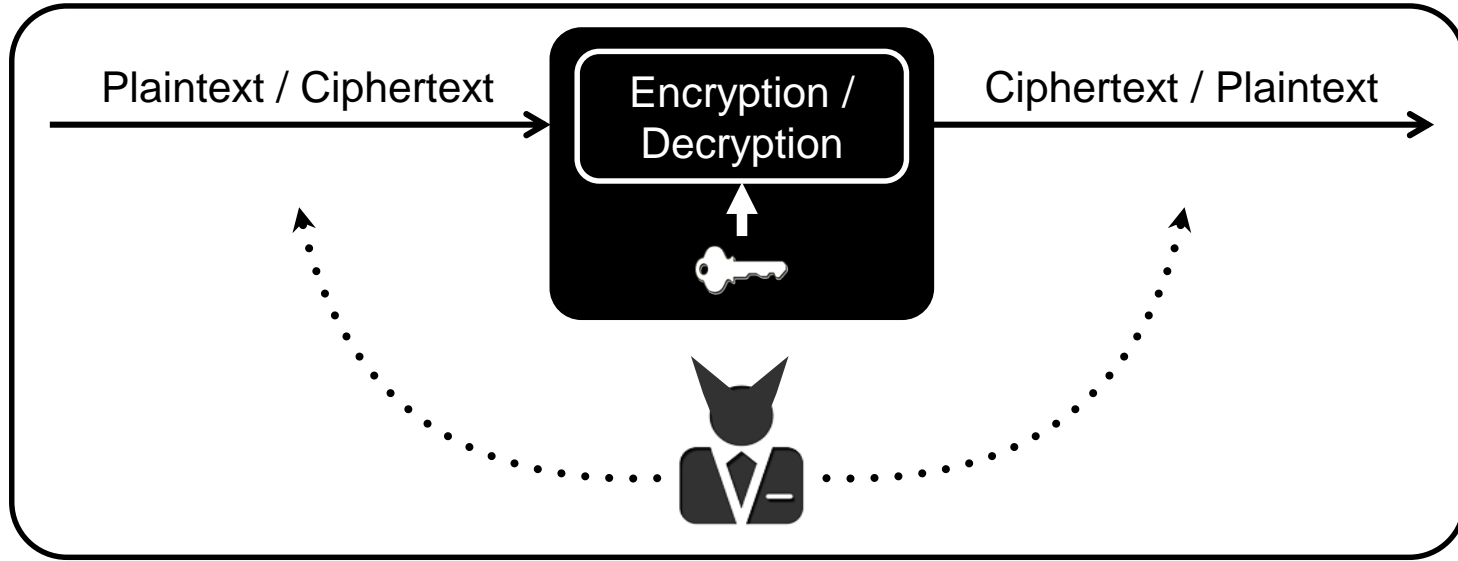 Plaintext / Ciphertext
Encryption /
Decryption
Ciphertext / Plaintext